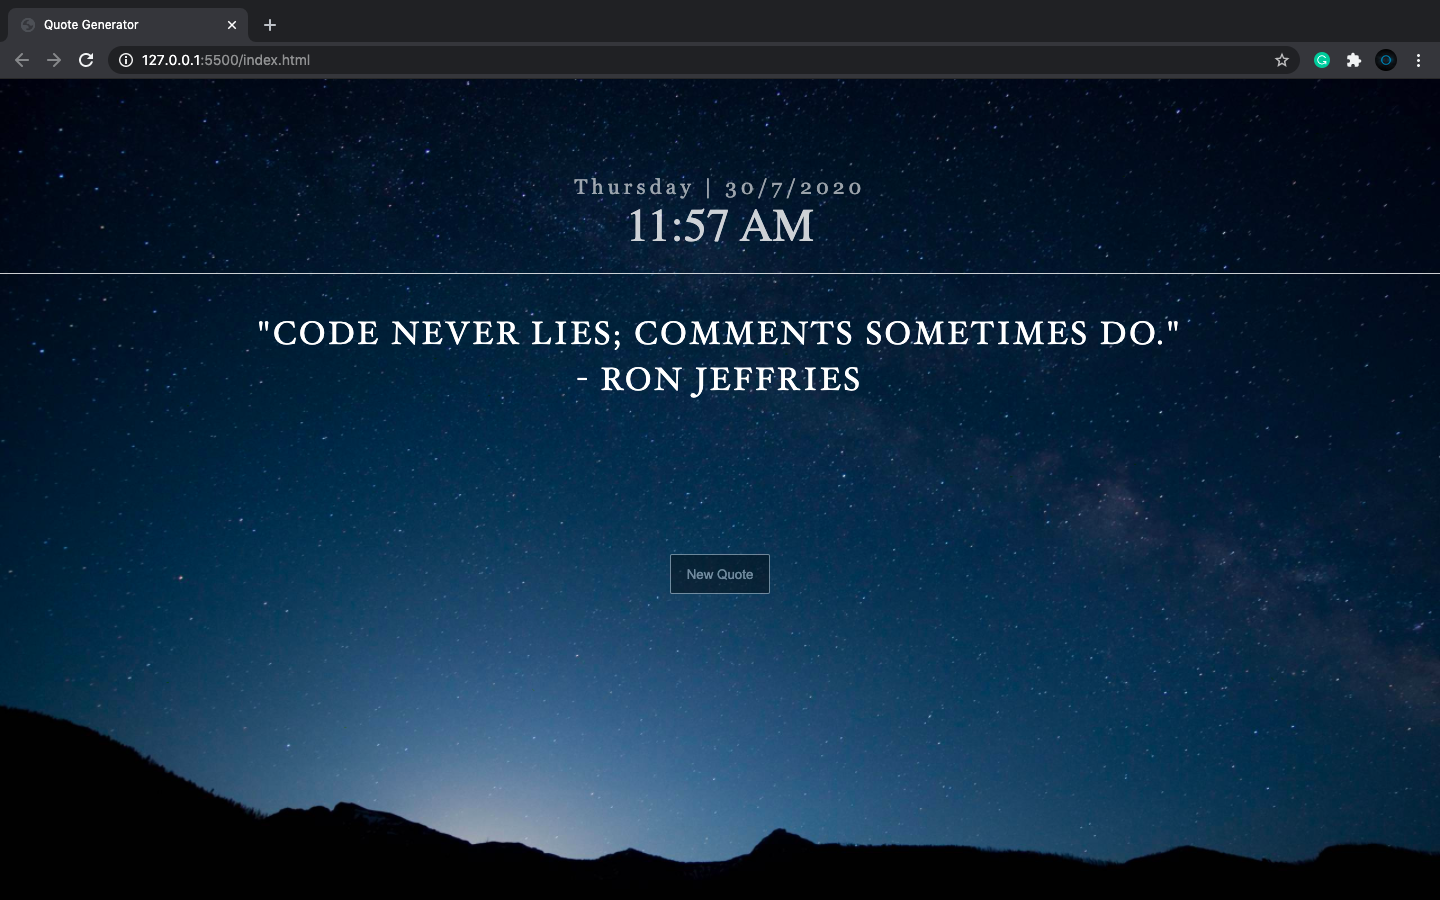 Quote Generator
127.0.0.1:5500/index.html
Thursday | 30/7/2020
11:57 AM
"CODE NEVER LIES; COMMENTS SOMETIMES DO."
- RON JEFFRIES
New Quote